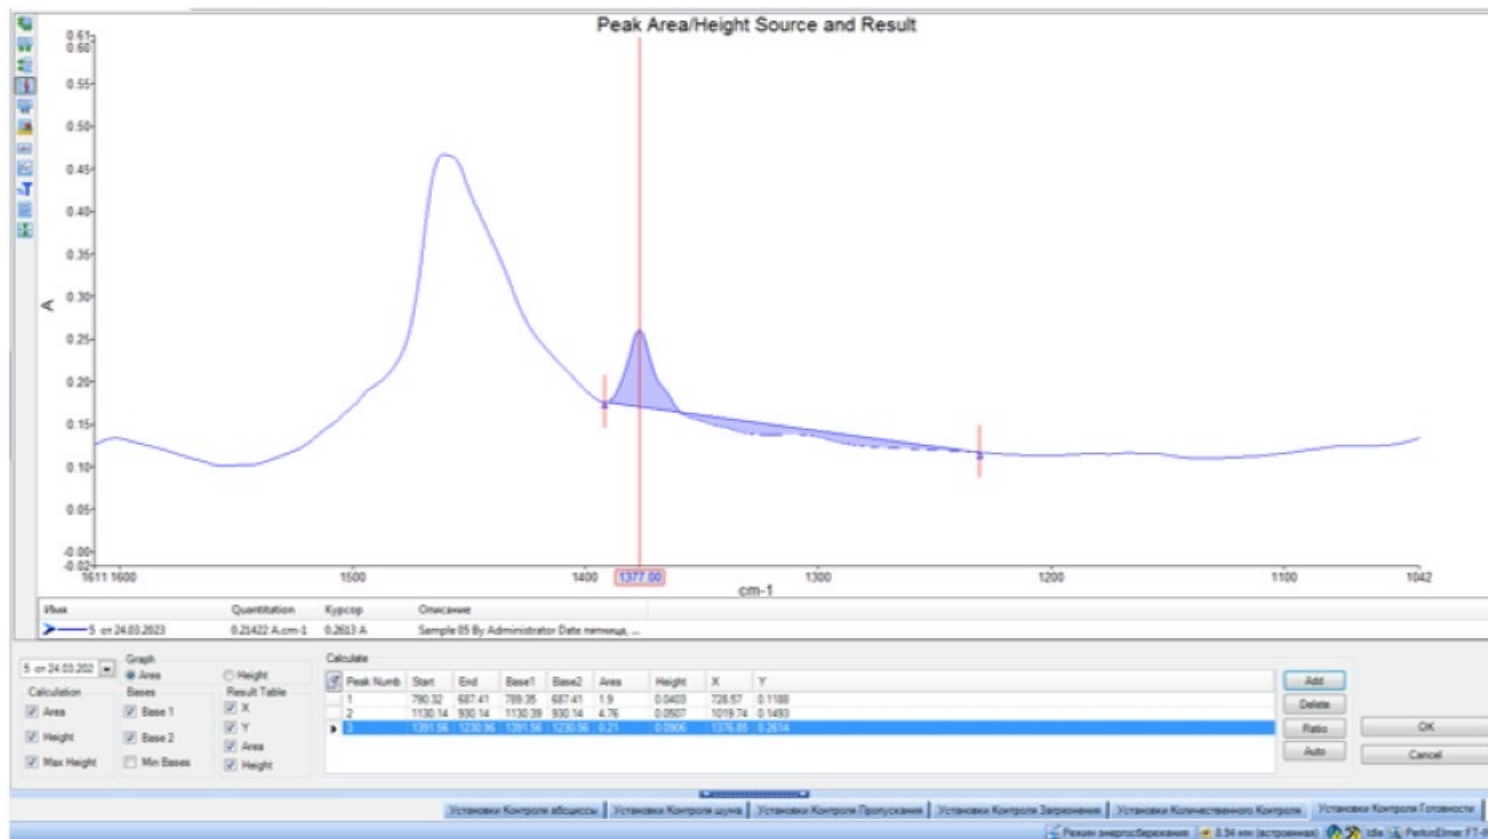 Peak Area/Height Source and Result
0.61
0.60
0.55
0.50
0.45
0.40
0.35
A
0.30
0.25
0.20
0.15
0.10
0.05
-0.00
-0.02
1611 1600 1500 1400 1377.00 1300 1200 1100 1042
cm-1
Имя Quantitation Курсор Описание
5 от 24.03.2023 0.21422 A.cm-1 0.2613 A Sample 05 By Administrator Date пятница, ...
5 от 24.03.202 Graph Area Height
Calculation Bases Result Table
Area Base 1 X
Height Base 2 Y
Max Height Min Bases Area
Height
Calculate
Peak Numb Start End Base1 Base2 Area Height X Y
1 790.32 687.41 789.35 687.41 1.9 0.0403 728.57 0.1188
2 1130.14 930.14 1130.39 930.14 4.76 0.0507 1019.74 0.1493
3 1391.56 1230.96 1391.56 1230.96 0.21 0.0906 1376.85 0.2614
Add
Delete
Ratio
Auto
OK
Cancel
Установки Контроля абсциссы Установки Контроля шума Установки Контроля Пропускания Установки Контроля Загрязнения Установки Количественного Контроля Установки Контроля Готовности
Режим энергосбережения 0.94 мм (встроенная) Idle PerkinElmer FT-I